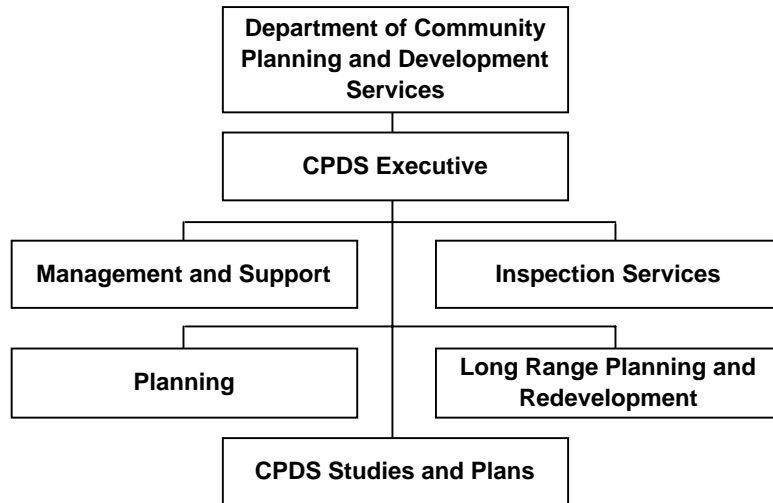 Department of Community
Planning and Development
Services
CPDS Executive
Management and Support
Inspection Services
Planning
Long Range Planning and
Redevelopment
CPDS Studies and Plans